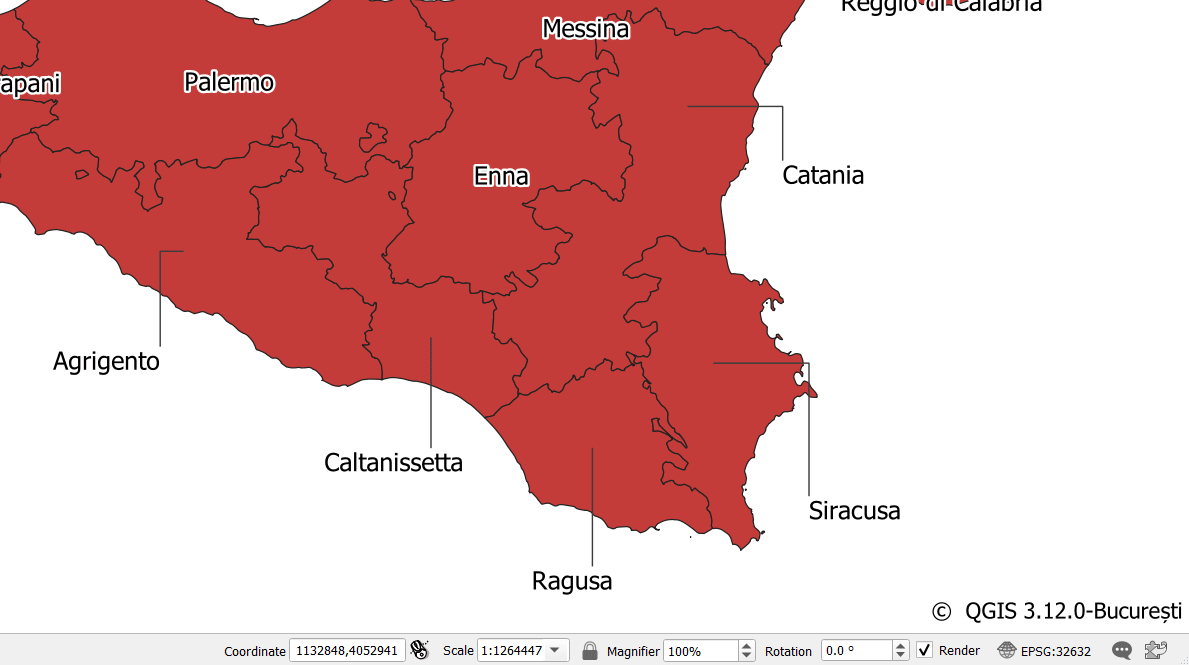 Reggio di Calabria
Messina
apani
Palermo
Enna
Catania
Agrigento
Caltanissetta
Siracusa
Ragusa
© QGIS 3.12.0-București
Coordinate 1132848,4052941 Scale 1:1264447 Magnifier 100% Rotation 0.0 ° Render EPSG:32632